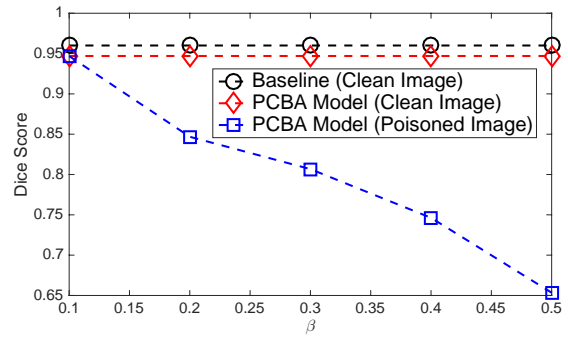 1
0.95
0.9
0.85
0.8
0.75
0.7
0.65
Dice Score
Baseline (Clean Image)
PCBA Model (Clean Image)
PCBA Model (Poisoned Image)
0.1 0.15 0.2 0.25 0.3 0.35 0.4 0.45 0.5
β